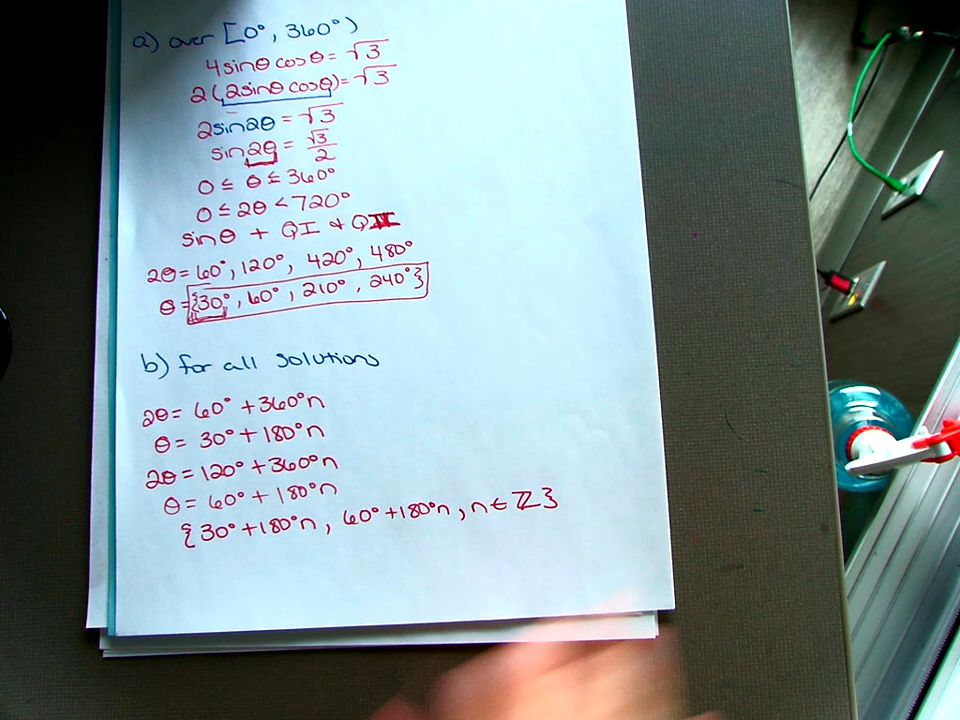 a) over [0°, 360°)
4sinθ cosθ = √3
2(2sinθ cosθ) = √3
2sin2θ = √3
sin2θ = √3/2
0 ≤ θ ≤ 360°
0 ≤ 2θ < 720°
sinθ + QI & QII
2θ = 60°, 120°, 420°, 480°
θ = {30°, 60°, 210°, 240°}
b) for all solutions
2θ = 60° + 360°n
θ = 30° + 180°n
2θ = 120° + 360°n
θ = 60° + 180°n
{30° + 180°n, 60° + 180°n, n ∈ ℤ}